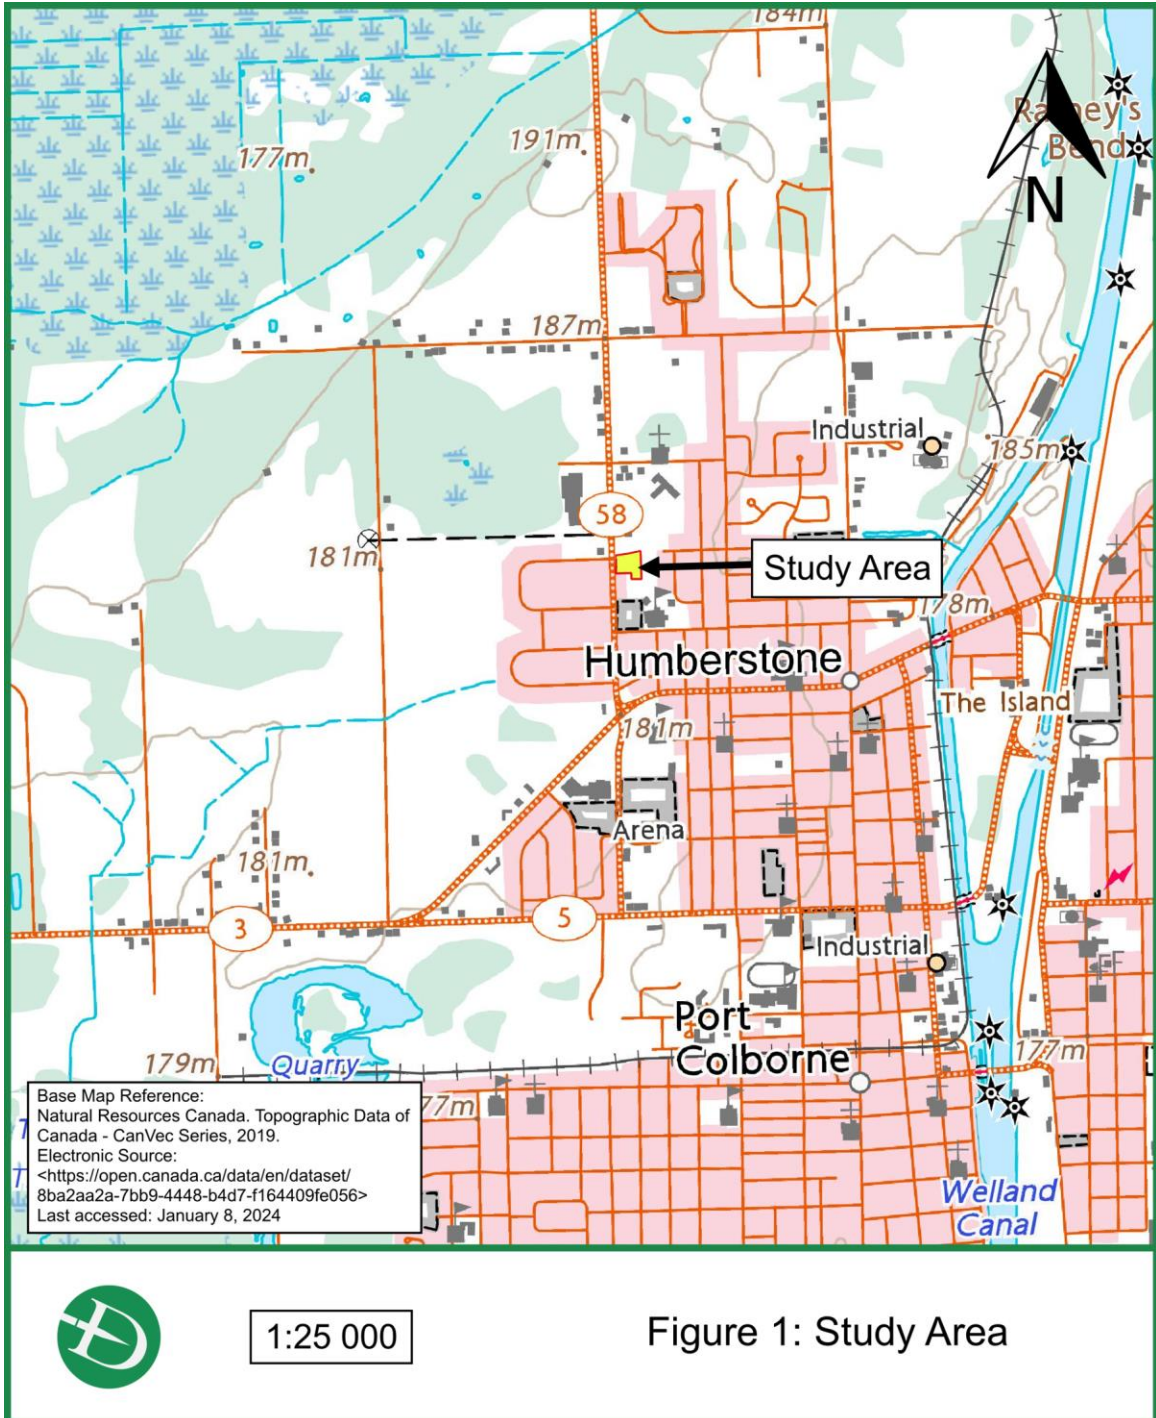 184m
Ramey's
Bend
191m
177m
N
187m
Industrial
185m
58
181m
Study Area
178m
Humberstone
The Island
181m
Arena
181m
3
5
Industrial
Port
Colborne
177m
179m
Quarry
77m
Base Map Reference:
Natural Resources Canada. Topographic Data of
Canada - CanVec Series, 2019.
Electronic Source:
<https://open.canada.ca/data/en/dataset/
8ba2aa2a-7bb9-4448-b4d7-f164409fe056>
Last accessed: January 8, 2024
Welland
Canal
1:25 000
Figure 1: Study Area